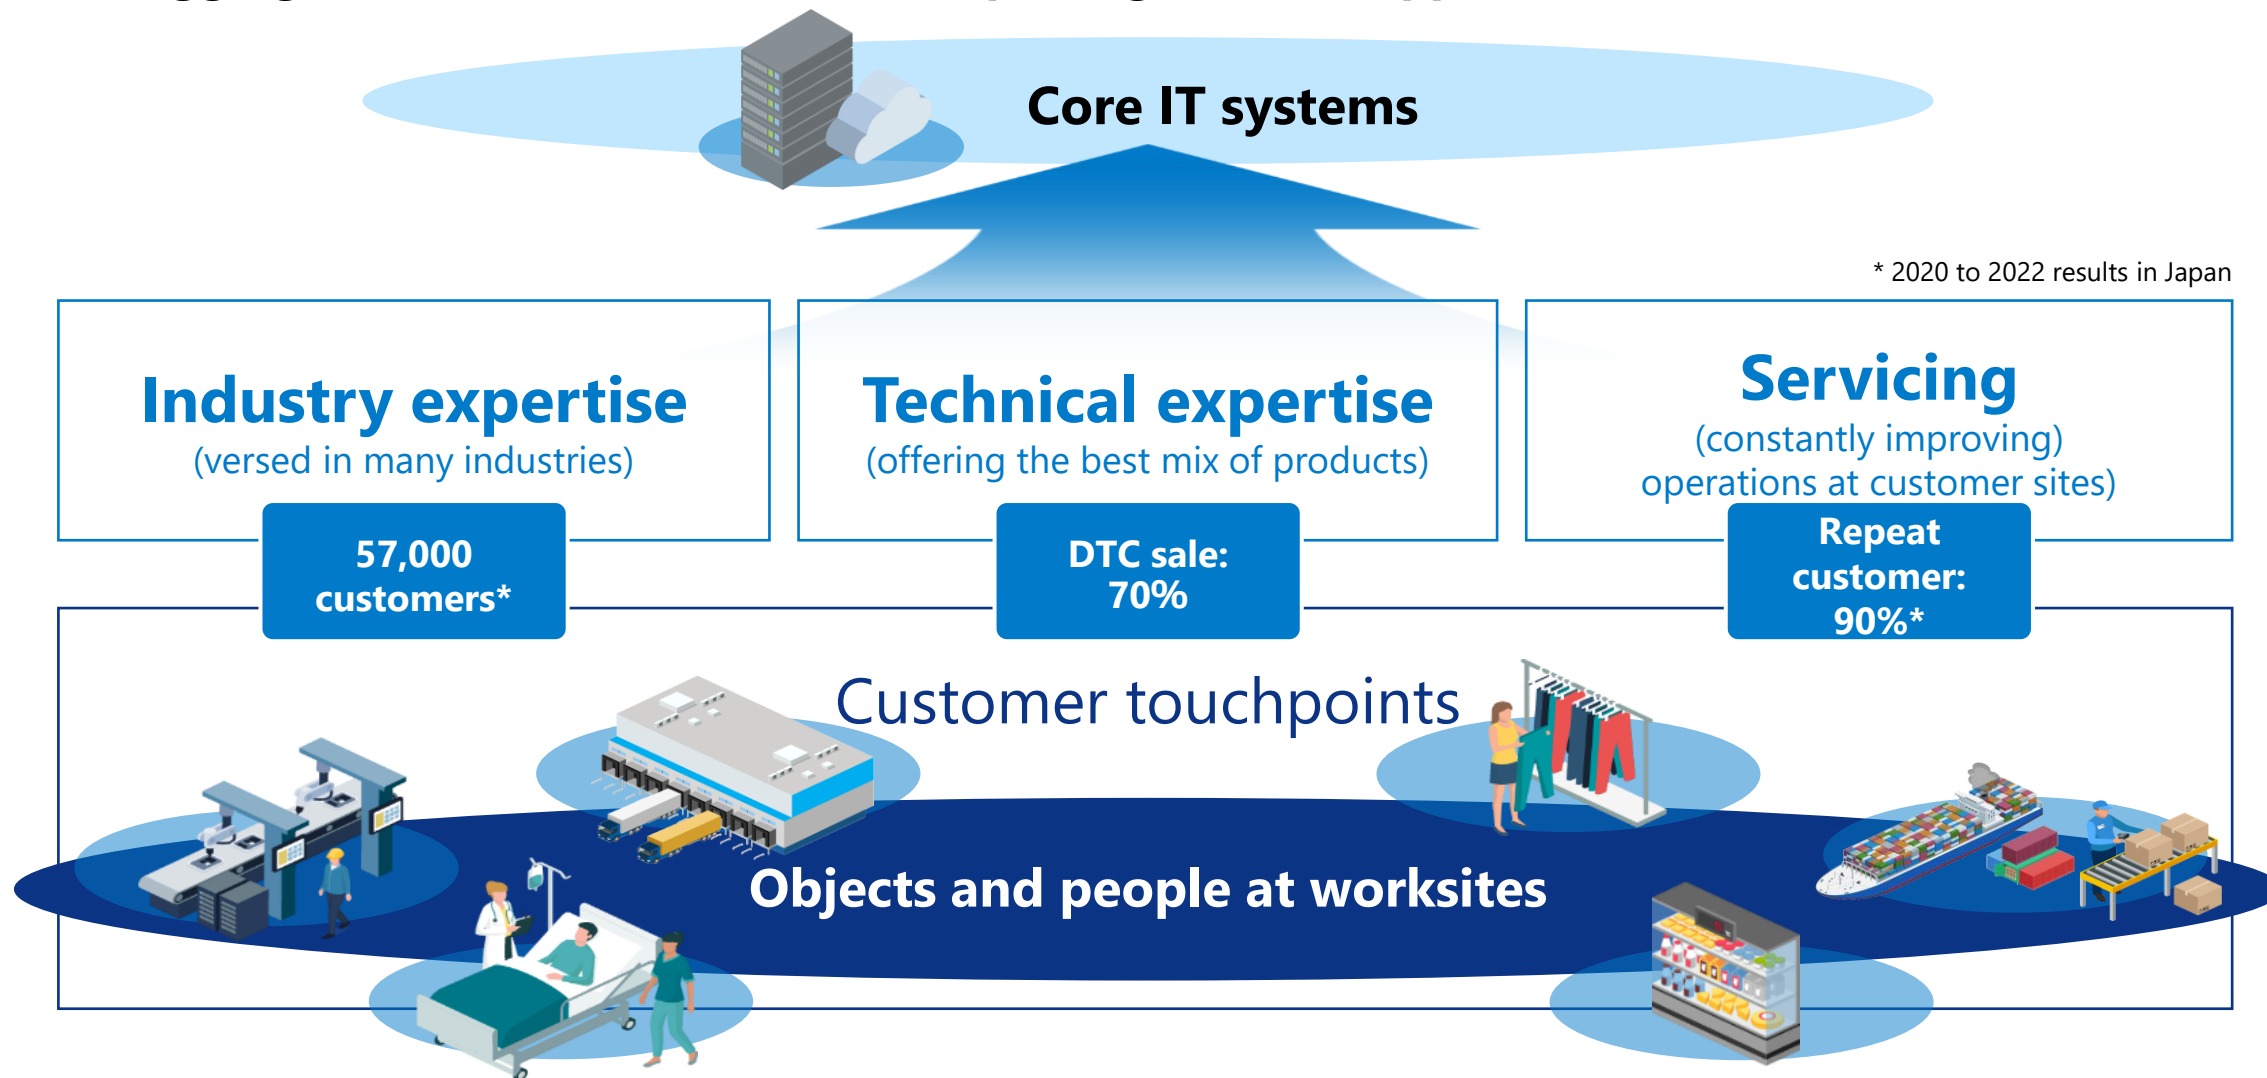 Core IT systems
* 2020 to 2022 results in Japan
Industry expertise
(versed in many industries)
57,000
customers*
Technical expertise
(offering the best mix of products)
DTC sale:
70%
Servicing
(constantly improving)
operations at customer sites)
Repeat
customer:
90%*
Customer touchpoints
Objects and people at worksites